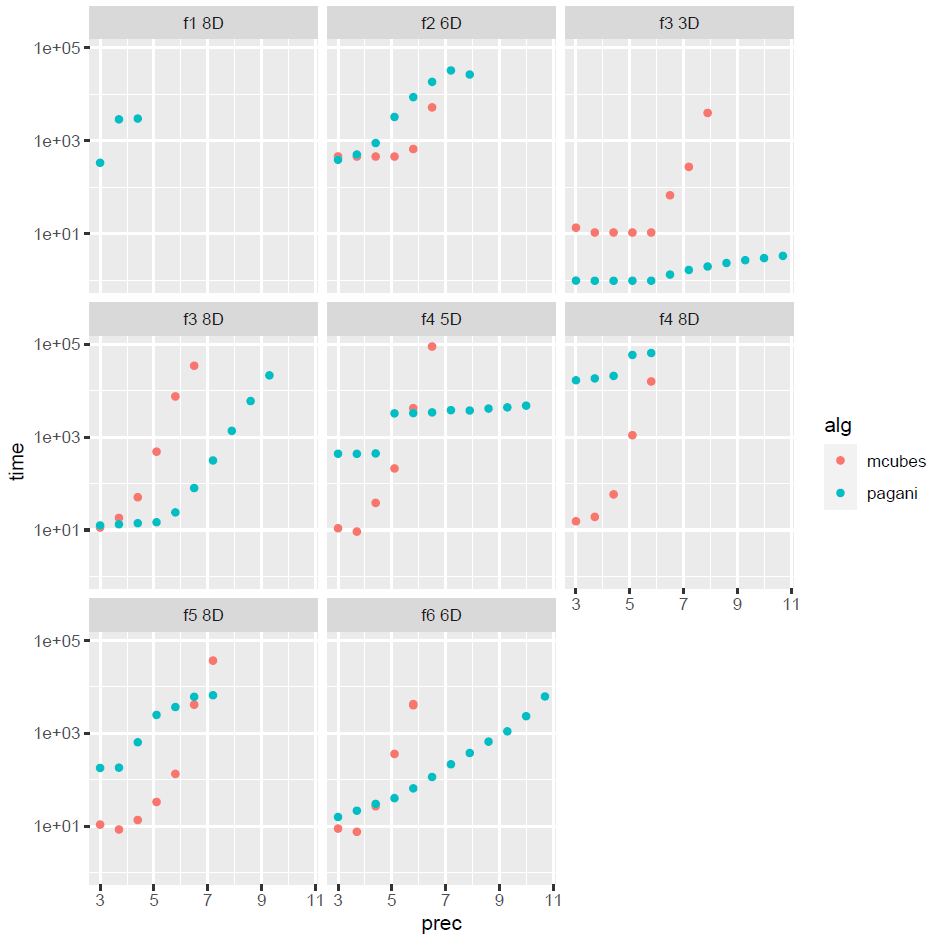 f1 8D
f2 6D
f3 3D
1e+05
1e+03
1e+01
f3 8D
f4 5D
f4 8D
1e+05
1e+03
1e+01
3 5 7 9 11
f5 8D
f6 6D
1e+05
1e+03
1e+01
3 5 7 9 11
3 5 7 9 11
prec
time
alg
mcubes
pagani